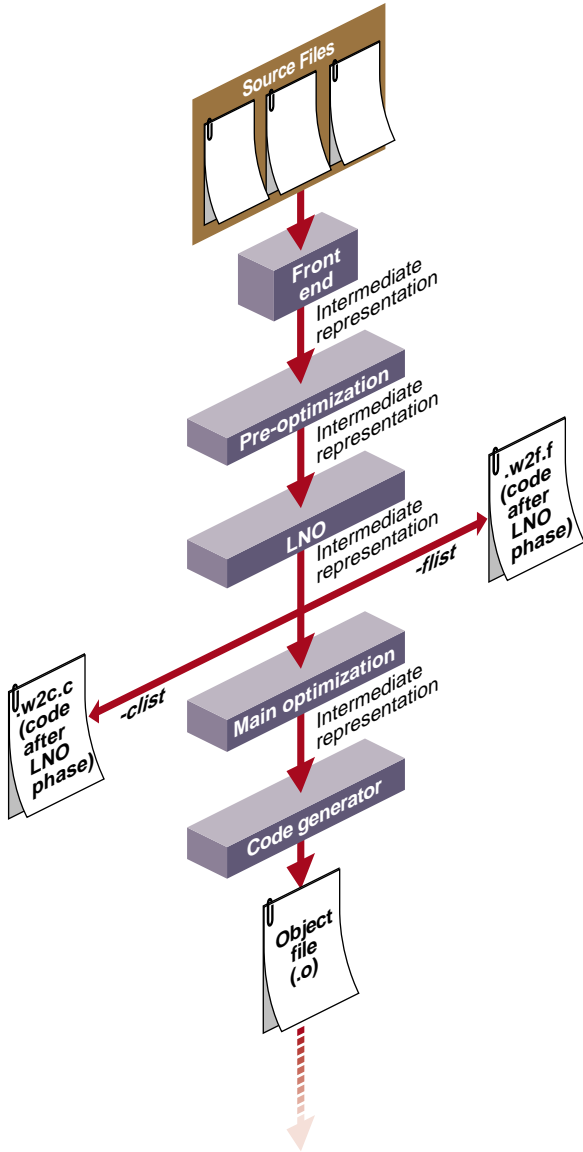 Source Files
Front
end
Intermediate
representation
Pre-optimization
Intermediate
representation
LNO
Intermediate
representation
.w2f.f
(code
after
LNO
phase)
-flist
-clist
.w2c.c
(code
after
LNO
phase)
Main optimization
Intermediate
representation
Code generator
Object
file
(.o)